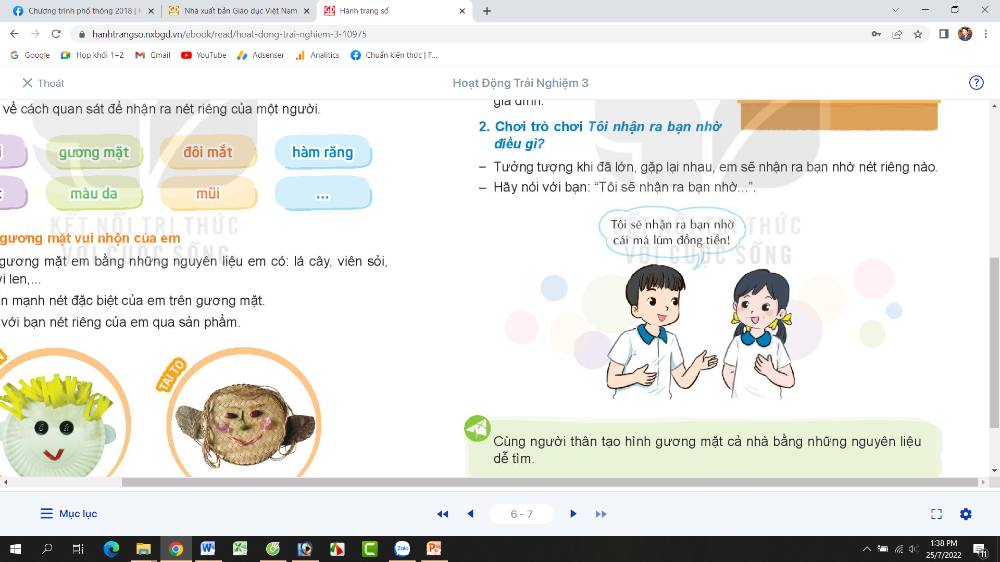 Chương trình phổ thông 2018 | F
Nhà xuất bản Giáo dục Việt Nam
Hành trang số
hanhtrangso.nxbgd.vn/ebook/read/hoat-dong-trai-nghiem-3-10975
Google
Họp khối 1+2
Gmail
YouTube
Adsenser
Analitics
Chuẩn kiến thức | F...
Thoát
Hoạt Động Trải Nghiệm 3
về cách quan sát để nhận ra nét riêng của một người.
gương mặt
đôi mắt
hàm răng
màu da
mũi
...
KẾT NỐI TRI THỨC
VỚI CUỘC SỐNG
gương mặt vui nhộn của em
gương mặt em bằng những nguyên liệu em có: lá cây, viên sỏi,
len,...
mạnh nét đặc biệt của em trên gương mặt.
với bạn nét riêng của em qua sản phẩm.
TAI TO
gia đình.
2. Chơi trò chơi Tôi nhận ra bạn nhờ
điều gì?
– Tưởng tượng khi đã lớn, gặp lại nhau, em sẽ nhận ra bạn nhờ nét riêng nào.
– Hãy nói với bạn: “Tôi sẽ nhận ra bạn nhờ...”.
Tôi sẽ nhận ra bạn nhờ
cái má lúm đồng tiền!
KẾT NỐI TRI THỨC
VỚI CUỘC SỐNG
Cùng người thân tạo hình gương mặt cả nhà bằng những nguyên liệu
dễ tìm.
Mục lục
6 - 7
Zalo
1:38 PM
25/7/2022
11